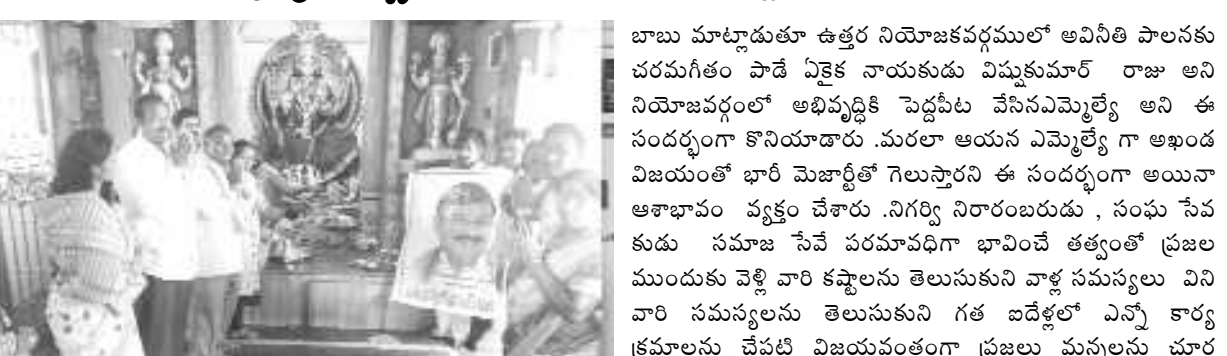 బాబు మాట్లాడుతూ ఉత్తర నియోజకవర్గములో అవినీతి పాలనకు
చరమగీతం పాడే ఏకైక నాయకుడు విష్ణుకుమార్ రాజు అని
నియోజవర్గంలో అభివృద్ధికి పెద్దపీట వేసినఎమ్మెల్యే అని ఈ
సందర్భంగా కొనియాడారు .మరలా ఆయన ఎమ్మెల్యే గా అఖండ
విజయంతో భారీ మెజార్టీతో గెలుస్తారని ఈ సందర్భంగా అయినా
ఆశాభావం వ్యక్తం చేశారు .నిగర్వి నిరారంబరుడు , సంఘ సేవ
కుడు సమాజ సేవే పరమావధిగా భావించే తత్వంతో ప్రజల
ముందుకు వెళ్లి వారి కష్టాలను తెలుసుకుని వాళ్ల సమస్యలు విని
వారి సమస్యలను తెలుసుకుని గత ఐదేళ్లలో ఎన్నో కార్య
క్రమాలను చేపట్టి విజయవంతంగా ప్రజలు మన్నలను చూర